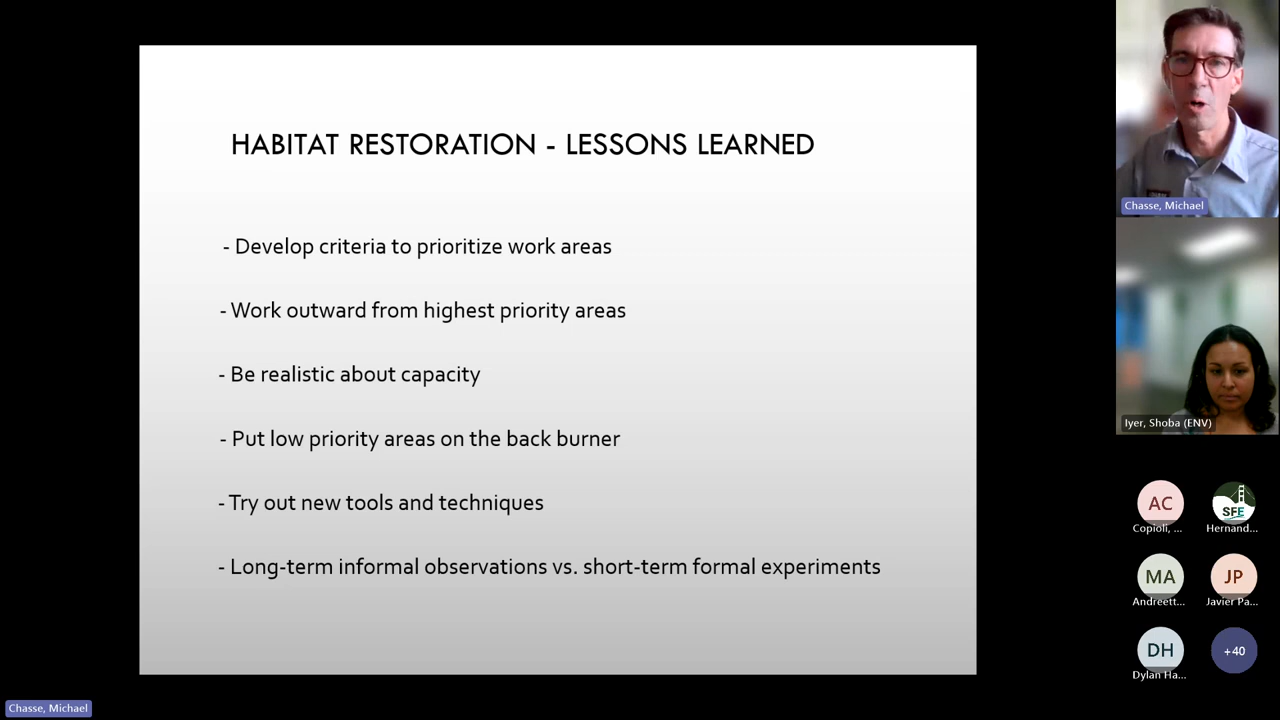 HABITAT RESTORATION - LESSONS LEARNED
- Develop criteria to prioritize work areas
- Work outward from highest priority areas
- Be realistic about capacity
- Put low priority areas on the back burner
- Try out new tools and techniques
- Long-term informal observations vs. short-term formal experiments
Chasse, Michael
Iyer, Shoba (ENV)
AC
Copioli, ...
SFE
Hernand...
MA
Andreett...
JP
Javier Pa...
DH
Dylan Ha...
+40
Chasse, Michael